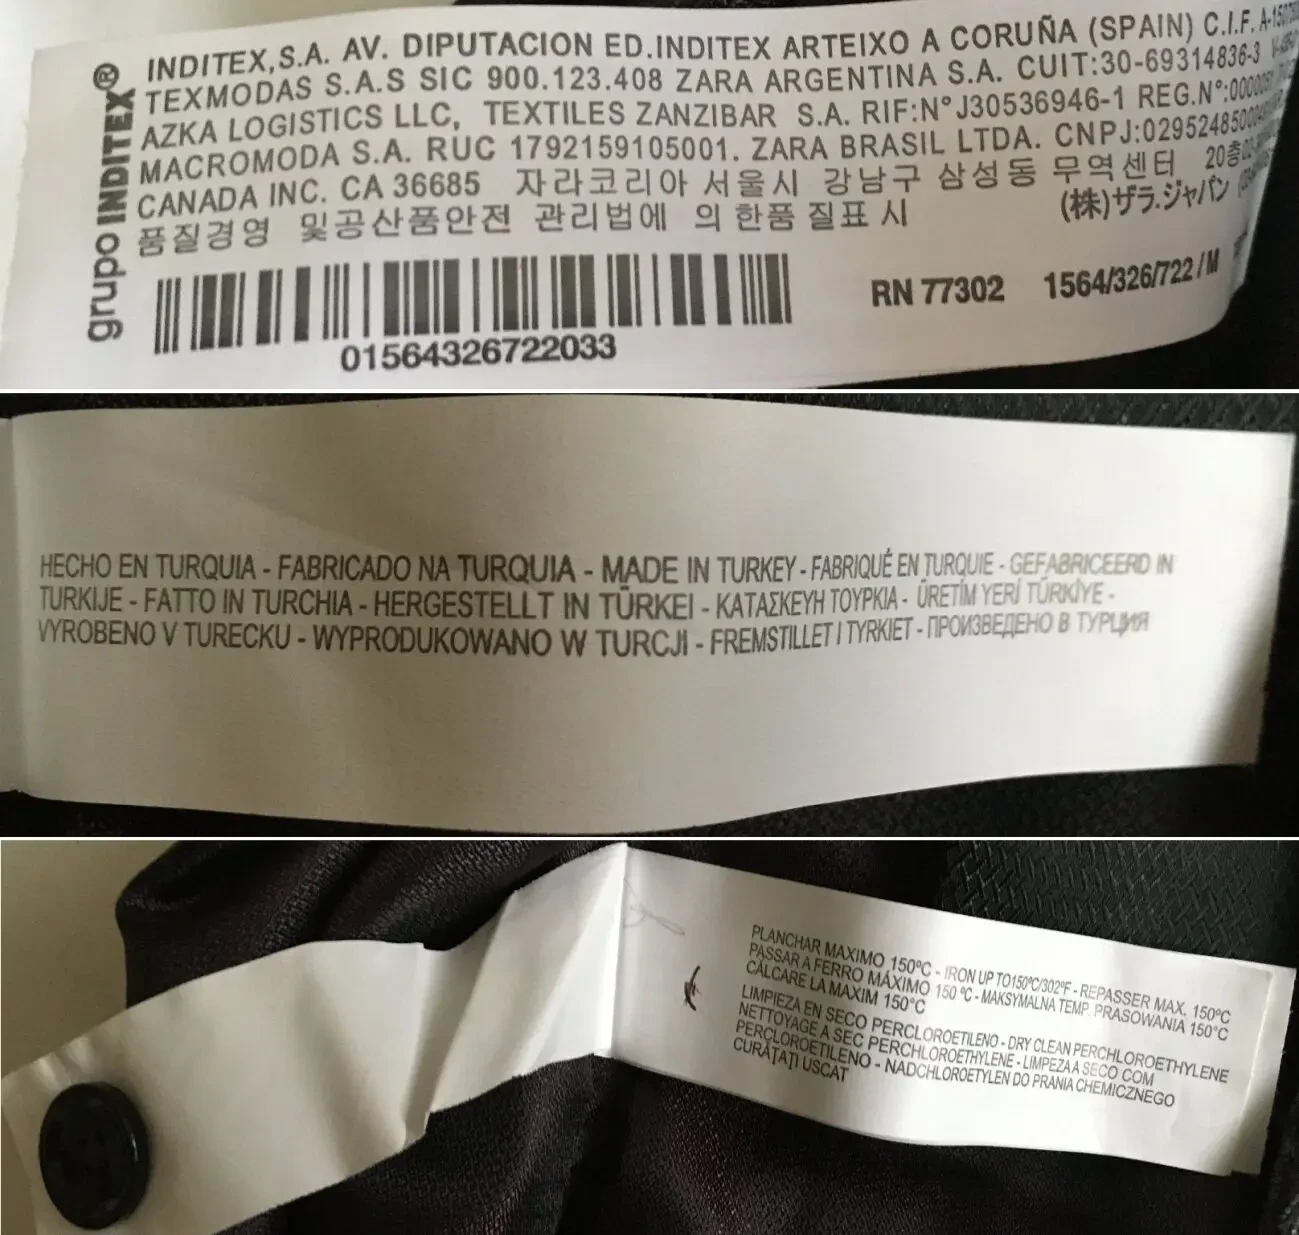 grupo INDITEX®
INDITEX,S.A. AV. DIPUTACION ED.INDITEX ARTEIXO A CORUÑA (SPAIN) C.I.F.
TEXMODAS S.A.S SIC 900.123.408 ZARA ARGENTINA S.A. CUIT:30-69314836-3
AZKA LOGISTICS LLC, TEXTILES ZANZIBAR S.A. RIF:N°J30536946-1 REG.N°:
MACROMODA S.A. RUC 1792159105001. ZARA BRASIL LTDA.
CANADA INC. CA 36685 자라코리아 서울시 강남구 삼성동 무역센터
품질경영 및공산품안전 관리법에 의한품 질표 시 (株)ザラ.ジャパン
01564326722033
RN 77302 1564/326/722/M
HECHO EN TURQUIA - FABRICADO NA TURQUIA - MADE IN TURKEY - FABRIQUÉ EN TURQUIE - GEFABRICEERD IN
TURKIJE - FATTO IN TURCHIA - HERGESTELLT IN TÜRKEI - ΚΑΤΑΣΚΕΥΗ ΤΟΥΡΚΙΑ - ÜRETİM YERİ TÜRKİYE -
VYROBENO V TURECKU - WYPRODUKOWANO W TURCJI - FREMSTILLET I TYRKIET - ПРОИЗВЕДЕНО В ТУРЦИЯ
PLANCHAR MAXIMO 150ºC - IRON UP TO150ºC/302ºF - REPASSER MAX. 150ºC
PASSAR A FERRO MÁXIMO 150 ºC - MAKSYMALNA TEMP. PRASOWANIA 150°C
CĂLCARE LA MAXIM 150°C
LIMPIEZA EN SECO PERCLOROETILENO - DRY CLEAN PERCHLOROETHYLENE
NETTOYAGE A SEC PERCHLOROETHYLENE - LIMPEZA A SECO COM
PERCLOROETILENO - NADCHLOROETYLEN DO PRANIA CHEMICZNEGO
CURĂŢAŢI USCAT